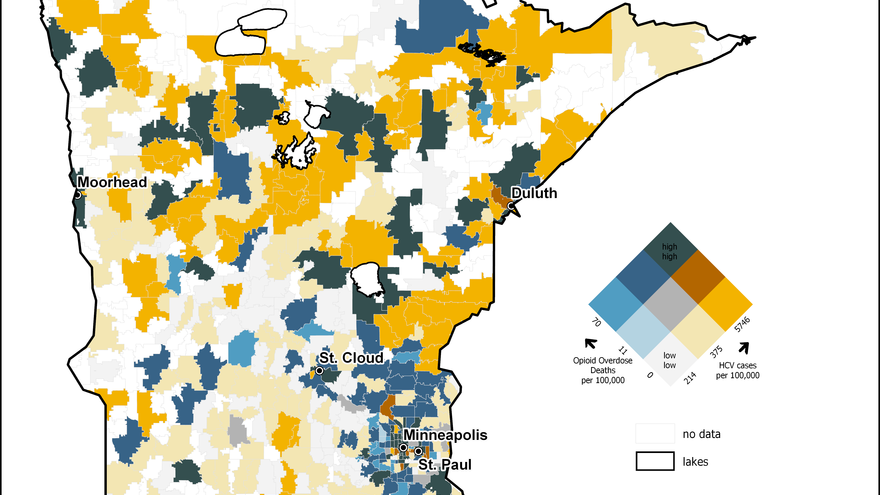 Moorhead
Duluth
St. Cloud
Minneapolis
St. Paul
high
high
low
low
70
11
0
214
375
5746
Opioid Overdose
Deaths
per 100,000
HCV cases
per 100,000
no data
lakes